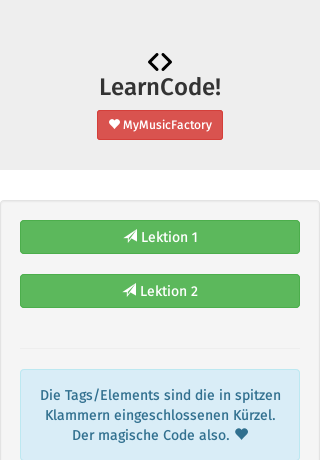 LearnCode!
MyMusicFactory
Lektion 1
Lektion 2
Die Tags/Elements sind die in spitzen
Klammern eingeschlossenen Kürzel.
Der magische Code also.